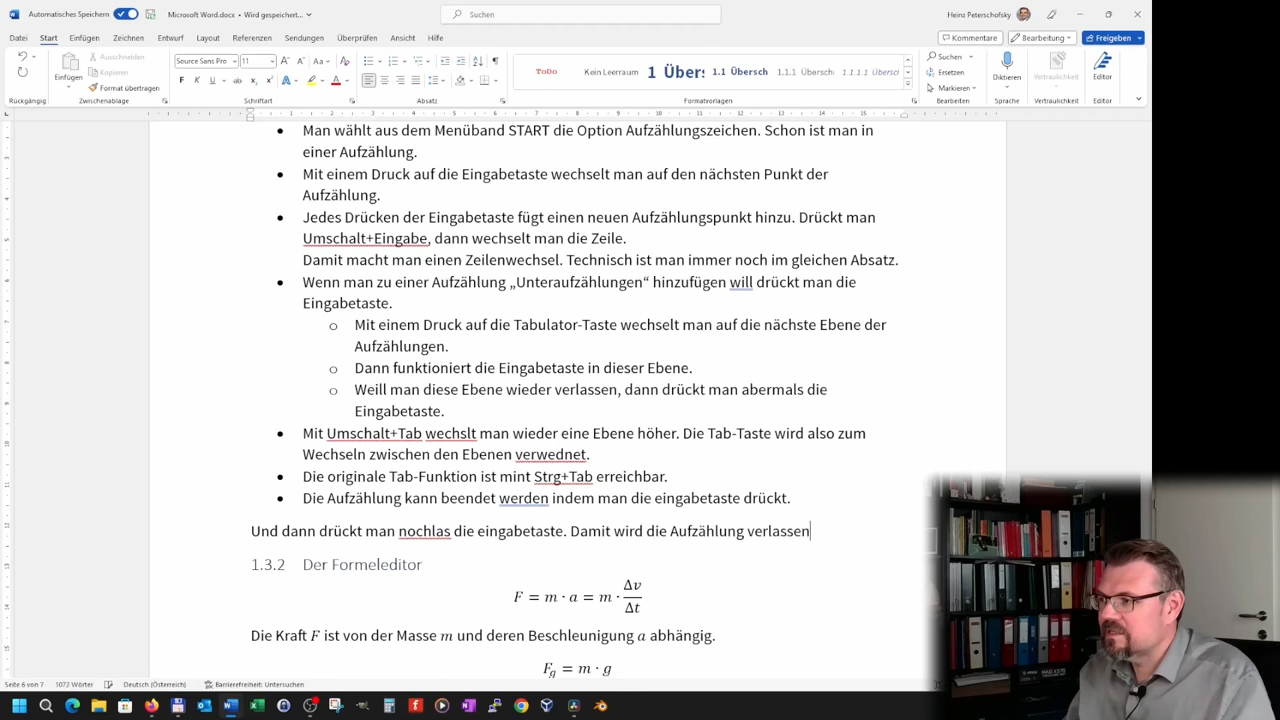 Automatisches Speichern
Microsoft Word.docx • Wird gespeichert...
Suchen
Heinz Peterschofsky
Datei Start Einfügen Zeichnen Entwurf Layout Referenzen Sendungen Überprüfen Ansicht Hilfe
Kommentare Bearbeitung Freigeben
Einfügen
Ausschneiden
Kopieren
Format übertragen
Source Sans Pro 11
ToDo Kein Leerraum 1 Übers 1.1 Übersch 1.1.1 Übersch 1.1.1.1 Überscl
Suchen
Ersetzen
Markieren
Diktieren
Vertraulichkeit
Editor
Rückgängig Zwischenablage Schriftart Absatz Formatvorlagen Bearbeiten Sprache Vertraulichkeit Editor
• Man wählt aus dem Menüband START die Option Aufzählungszeichen. Schon ist man in
einer Aufzählung.
• Mit einem Druck auf die Eingabetaste wechselt man auf den nächsten Punkt der
Aufzählung.
• Jedes Drücken der Eingabetaste fügt einen neuen Aufzählungspunkt hinzu. Drückt man
Umschalt+Eingabe, dann wechselt man die Zeile.
Damit macht man einen Zeilenwechsel. Technisch ist man immer noch im gleichen Absatz.
• Wenn man zu einer Aufzählung „Unteraufzählungen“ hinzufügen will drückt man die
Eingabetaste.
o Mit einem Druck auf die Tabulator-Taste wechselt man auf die nächste Ebene der
Aufzählungen.
o Dann funktioniert die Eingabetaste in dieser Ebene.
o Weill man diese Ebene wieder verlassen, dann drückt man abermals die
Eingabetaste.
• Mit Umschalt+Tab wechslt man wieder eine Ebene höher. Die Tab-Taste wird also zum
Wechseln zwischen den Ebenen verwednet.
• Die originale Tab-Funktion ist mint Strg+Tab erreichbar.
• Die Aufzählung kann beendet werden indem man die eingabetaste drückt.
Und dann drückt man nochlas die eingabetaste. Damit wird die Aufzählung verlassen
1.3.2 Der Formeleditor
F = m · a = m · Δv/Δt
Die Kraft F ist von der Masse m und deren Beschleunigung a abhängig.
F_g = m · g
Seite 6 von 7 1073 Wörter Deutsch (Österreich) Barrierefreiheit: Untersuchen